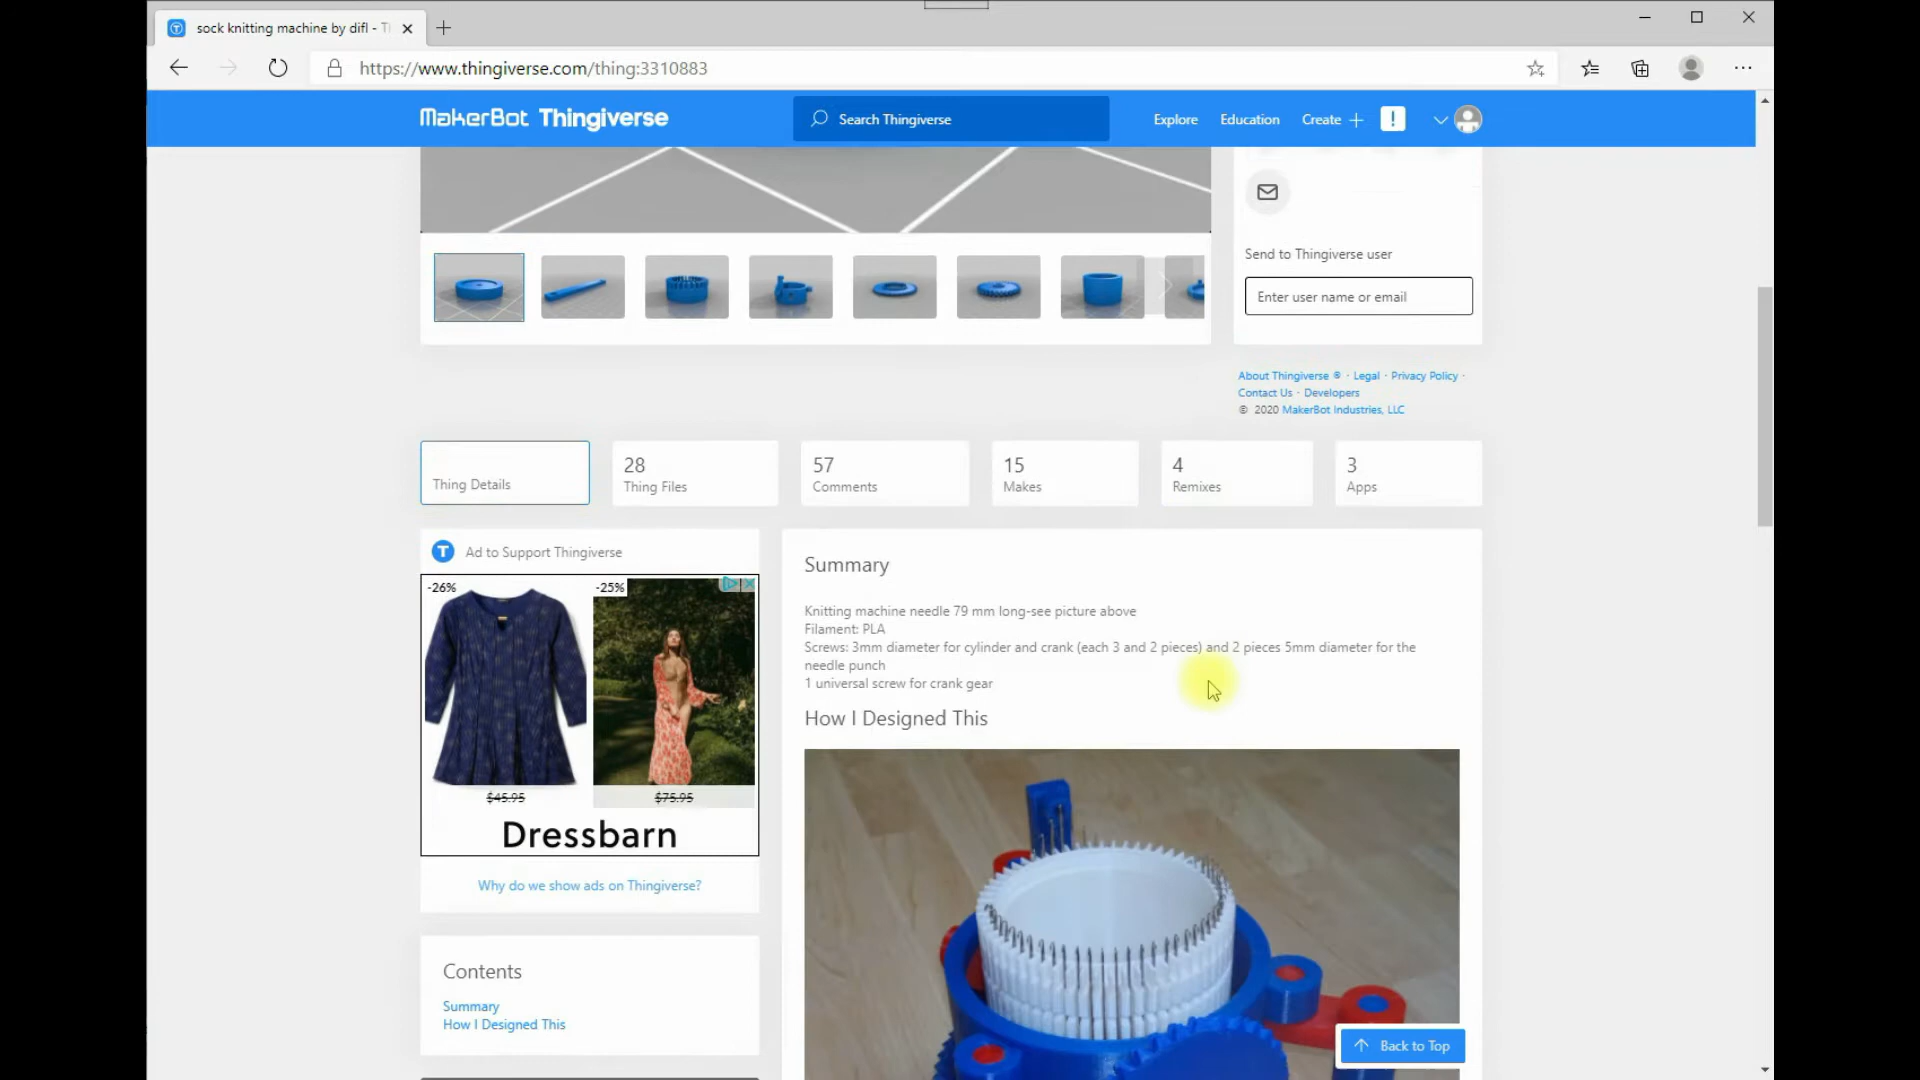 sock knitting machine by difl - T
https://www.thingiverse.com/thing:3310883
MakerBot Thingiverse
Search Thingiverse
Explore
Education
Create
Send to Thingiverse user
Enter user name or email
About Thingiverse ® · Legal · Privacy Policy ·
Contact Us · Developers
© 2020 MakerBot Industries, LLC
Thing Details
28
Thing Files
57
Comments
15
Makes
4
Remixes
3
Apps
T Ad to Support Thingiverse
-26%
-25%
$45.95
$75.95
Dressbarn
Why do we show ads on Thingiverse?
Contents
Summary
How I Designed This
Summary
Knitting machine needle 79 mm long-see picture above
Filament: PLA
Screws: 3mm diameter for cylinder and crank (each 3 and 2 pieces) and 2 pieces 5mm diameter for the
needle punch
1 universal screw for crank gear
How I Designed This
Back to Top